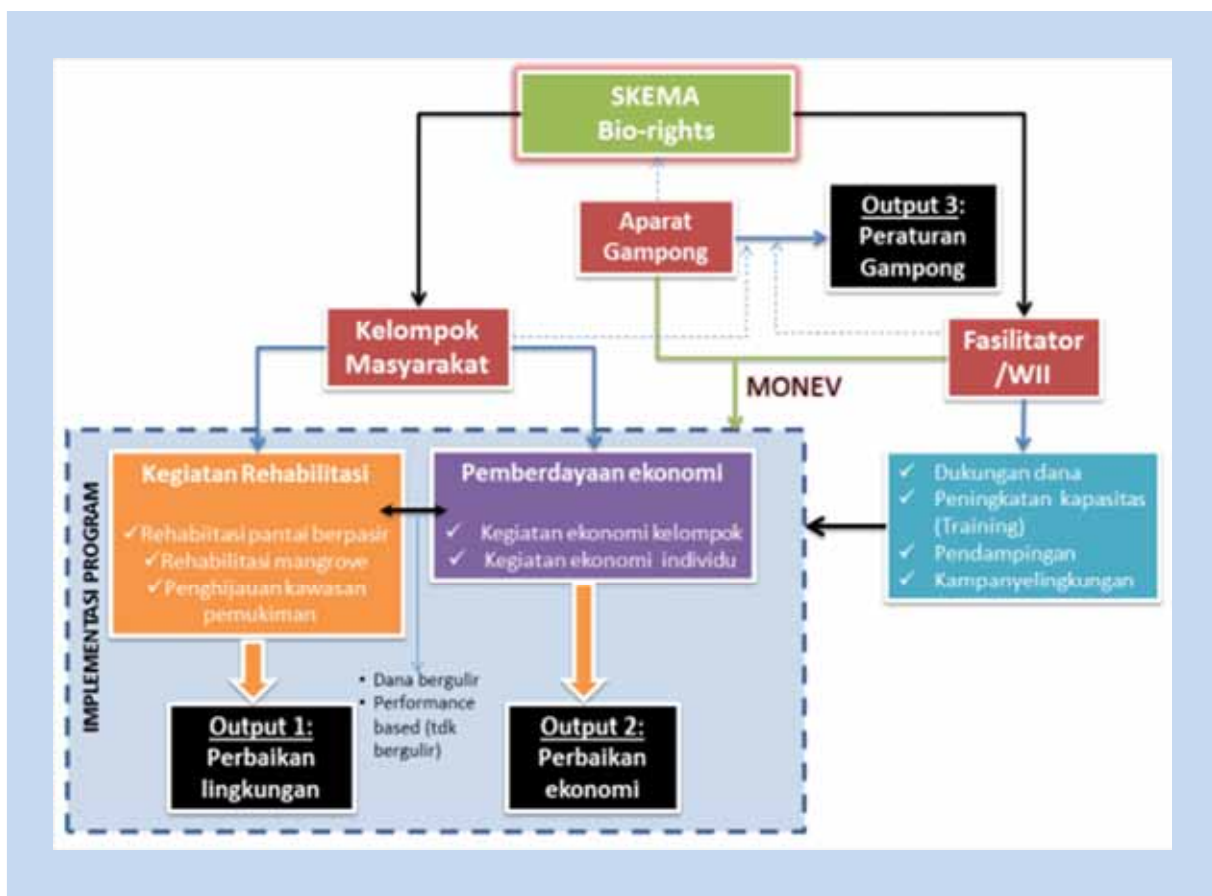 SKEMA
Bio-rights
Aparat
Gampong
Output 3:
Peraturan
Gampong
Kelompok
Masyarakat
Fasilitator
/WII
MONEV
IMPLEMENTASI PROGRAM
Kegiatan Rehabilitasi
✓Rehabiitasi pantai berpasir
✓Rehabilitasi mangrove
✓Penghijauan kawasan
pemukiman
Pemberdayaan ekonomi
✓ Kegiatan ekonomi kelompok
✓ Kegiatan ekonomi individu
✓ Dukungan dana
✓ Peningkatan kapasitas
(Training)
✓ Pendampingan
✓ Kampanyelingkungan
• Dana bergulir
• Performance
based (tdk
bergulir)
Output 1:
Perbaikan
lingkungan
Output 2:
Perbaikan
ekonomi